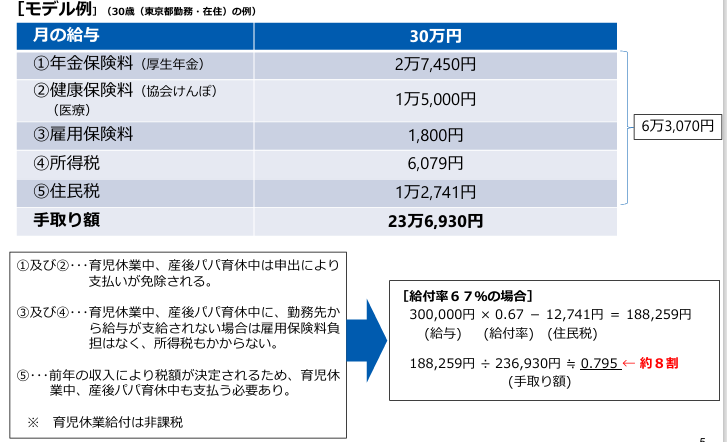 ［モデル例］（30歳（東京都勤務・在住）の例）
月の給与 30万円
①年金保険料（厚生年金） 2万7,450円
②健康保険料（協会けんぽ）
（医療） 1万5,000円
③雇用保険料 1,800円
④所得税 6,079円
⑤住民税 1万2,741円
手取り額 23万6,930円
6万3,070円
①及び②･･･育児休業中、産後パパ育休中は申出により
支払いが免除される。
③及び④･･･育児休業中、産後パパ育休中に、勤務先か
ら給与が支給されない場合は雇用保険料負
担はなく、所得税もかからない。
⑤･･･前年の収入により税額が決定されるため、育児休
業中、産後パパ育休中も支払う必要あり。
※　育児休業給付は非課税
［給付率６７％の場合］
300,000円 × 0.67 － 12,741円 ＝ 188,259円
(給与) (給付率) (住民税)
188,259円 ÷ 236,930円 ≒ 0.795 ← 約８割
(手取り額)